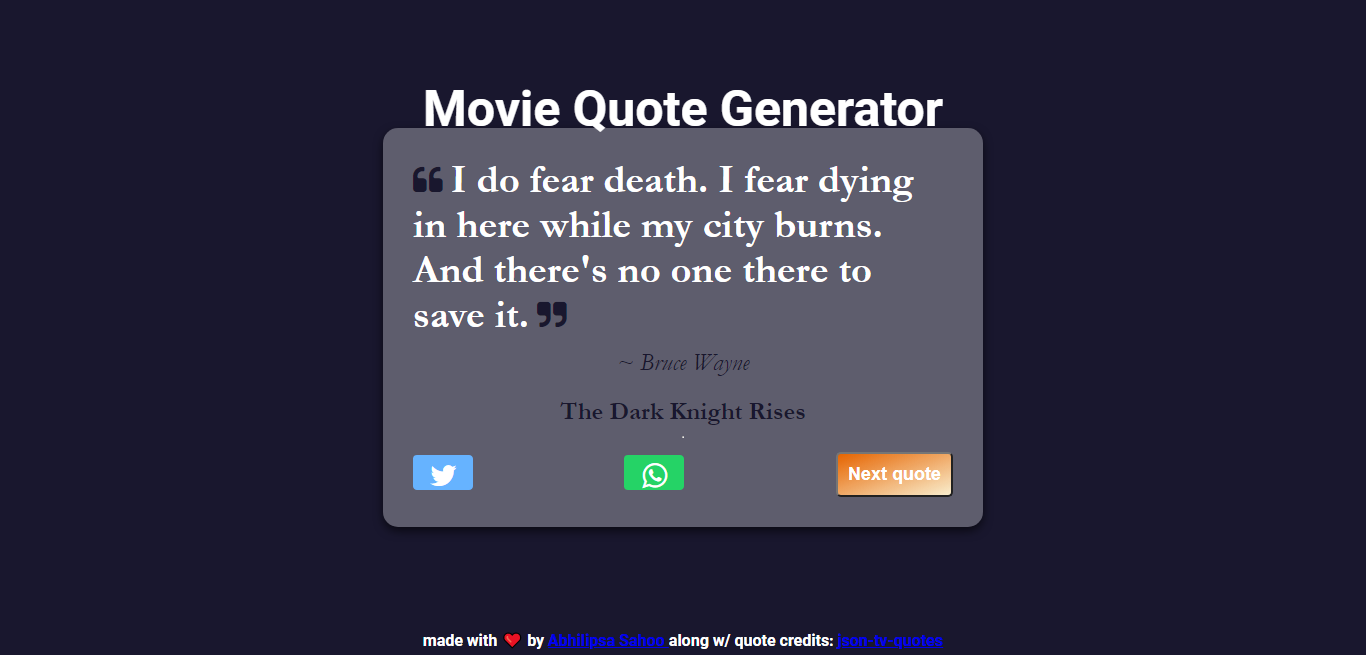 Movie Quote Generator
❝ I do fear death. I fear dying
in here while my city burns.
And there's no one there to
save it. ❞
~ Bruce Wayne
The Dark Knight Rises
.
Next quote
made with ❤️ by Abhilipsa Sahoo along w/ quote credits: json-tv-quotes